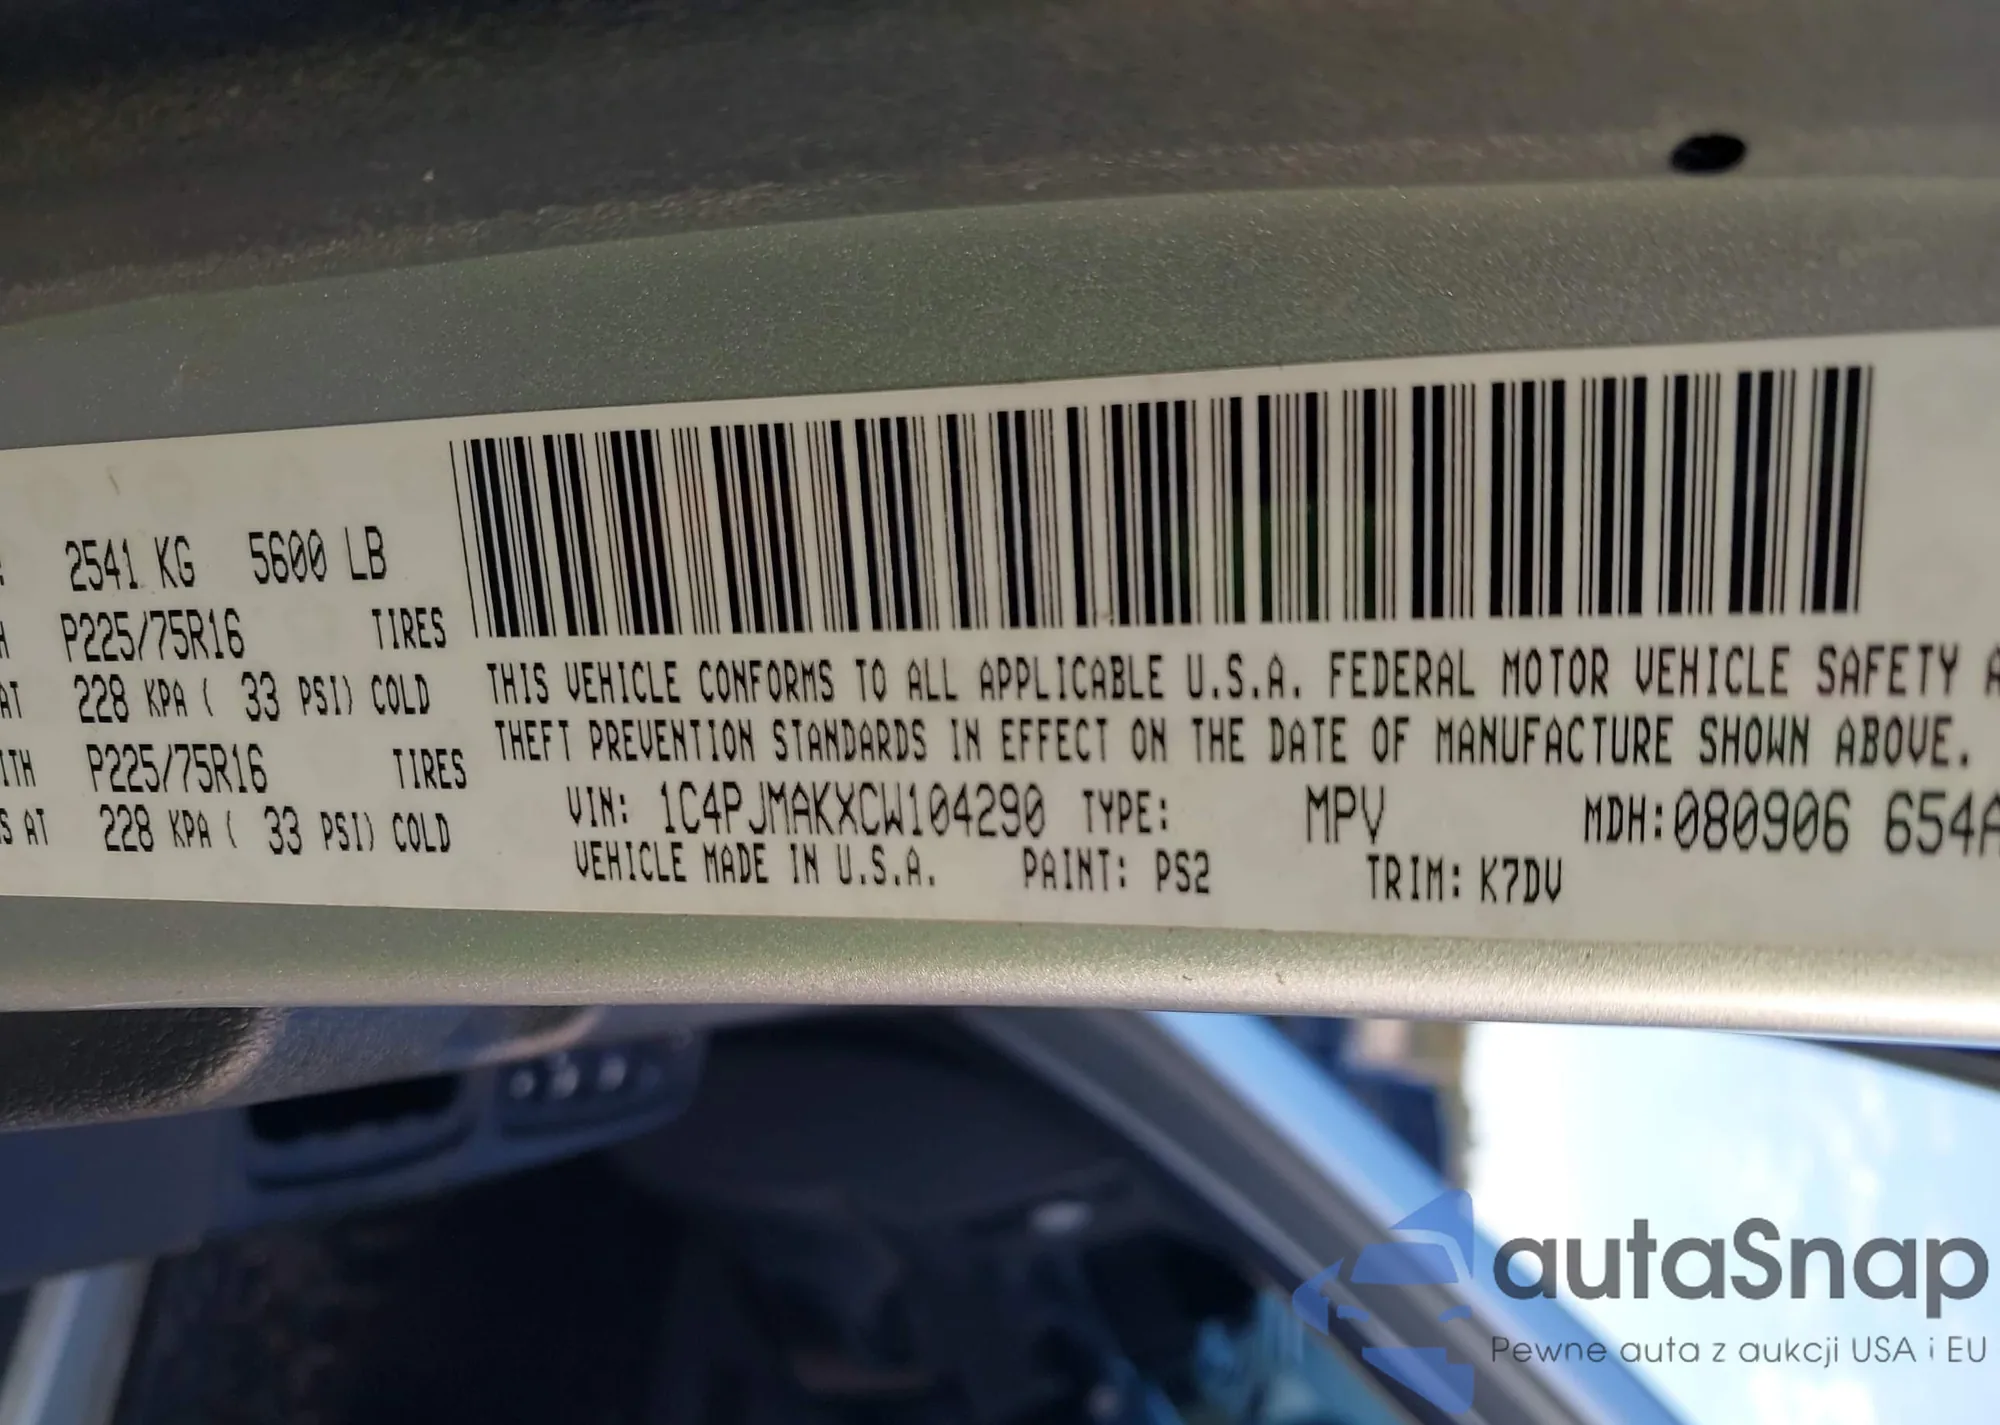 : 2541 KG 5600 LB
H P225/75R16 TIRES
AT 228 KPA ( 33 PSI) COLD
ITH P225/75R16 TIRES
S AT 228 KPA ( 33 PSI) COLD
THIS VEHICLE CONFORMS TO ALL APPLICABLE U.S.A. FEDERAL MOTOR VEHICLE SAFETY A
THEFT PREVENTION STANDARDS IN EFFECT ON THE DATE OF MANUFACTURE SHOWN ABOVE.
VIN: 1C4PJMAKXCW104290 TYPE: MPV MDH:080906 654A
VEHICLE MADE IN U.S.A. PAINT: PS2 TRIM: K7DV
autaSnap
Pewne auta z aukcji USA i EU